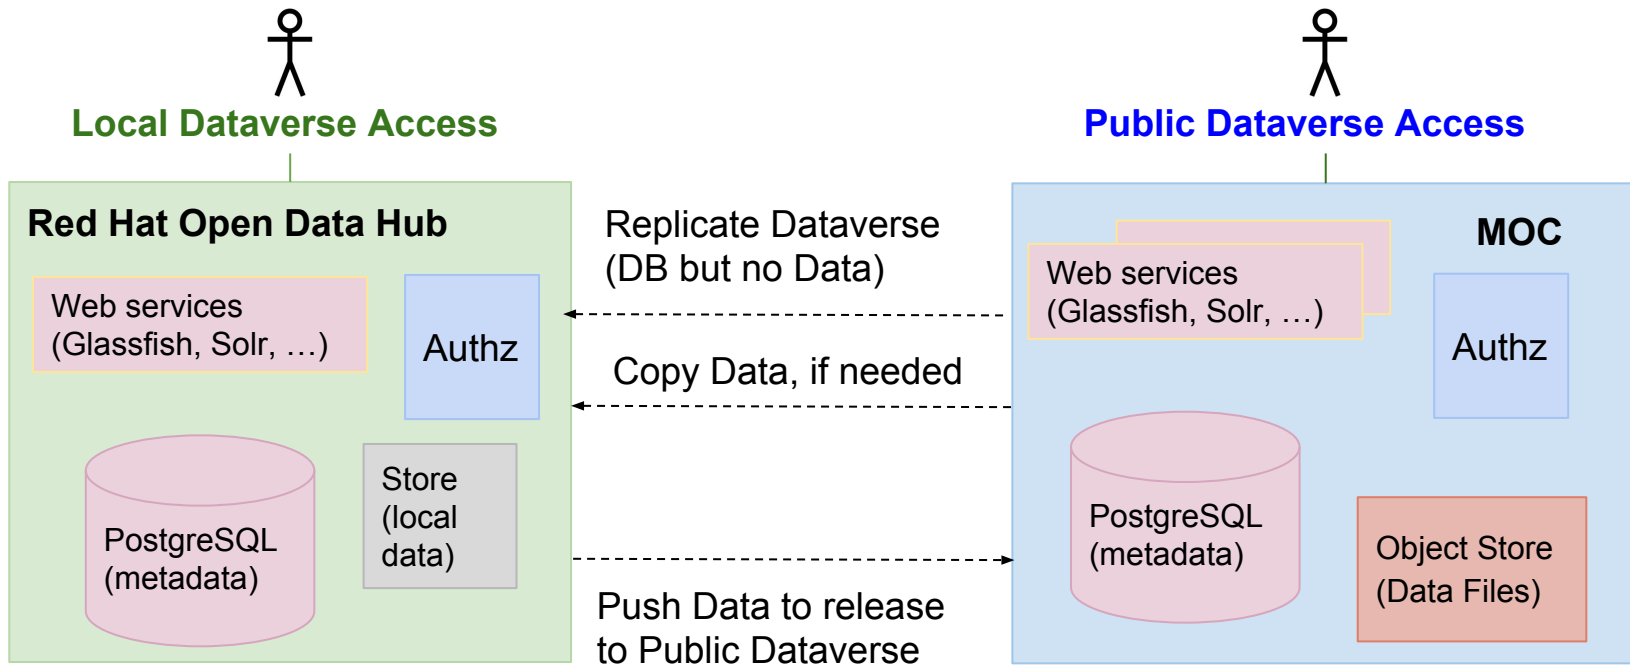 Local Dataverse Access
Public Dataverse Access
Red Hat Open Data Hub
Web services
(Glassfish, Solr, …)
Authz
PostgreSQL
(metadata)
Store
(local
data)
Replicate Dataverse
(DB but no Data)
Copy Data, if needed
Push Data to release
to Public Dataverse
MOC
Web services
(Glassfish, Solr, …)
Authz
PostgreSQL
(metadata)
Object Store
(Data Files)